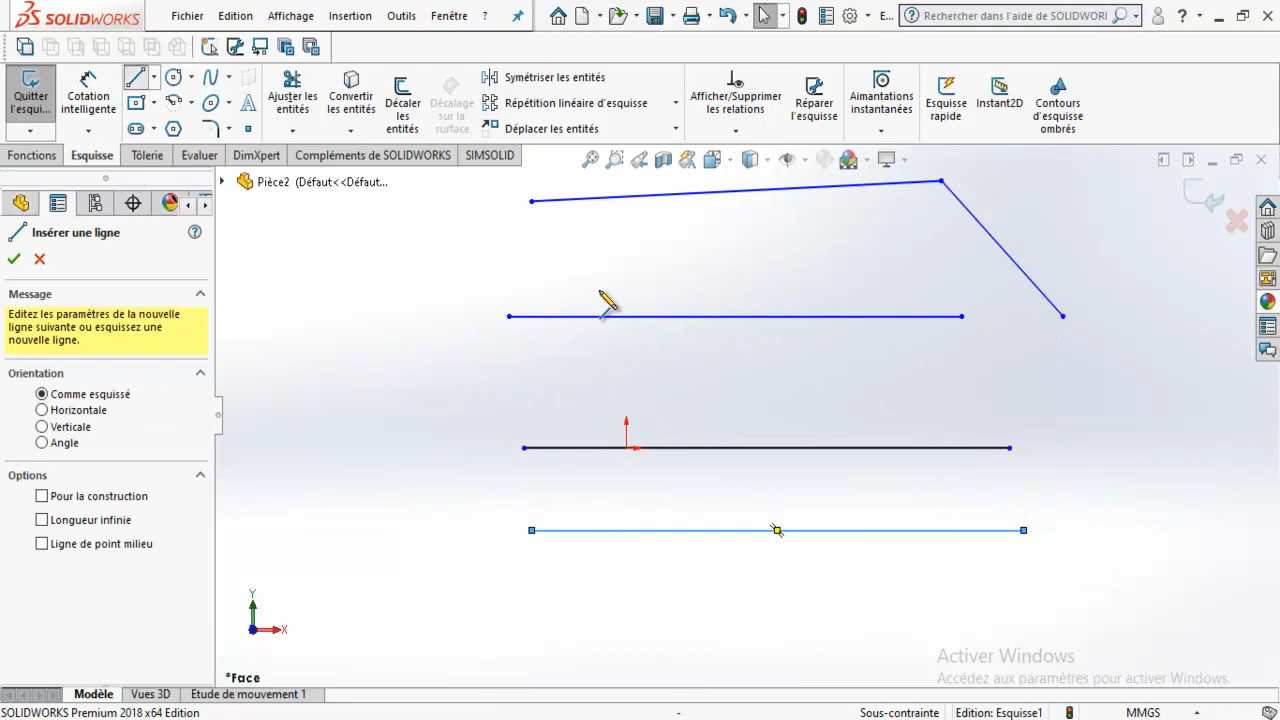 SOLIDWORKS
Fichier Edition Affichage Insertion Outils Fenêtre ?
E...
Rechercher dans l'aide de SOLIDWORI
?
Quitter l'esqui...
Cotation intelligente
Ajuster les entités
Convertir les entités
Décaler les entités
Décalage sur la surface
Symétriser les entités
Répétition linéaire d'esquisse
Déplacer les entités
Afficher/Supprimer les relations
Réparer l'esquisse
Aimantations instantanées
Esquisse rapide
Instant2D
Contours d'esquisse ombrés
Fonctions Esquisse Tôlerie Evaluer DimXpert Compléments de SOLIDWORKS SIMSOLID
Pièce2 (Défaut<<Défaut...
Insérer une ligne
Message
Editez les paramètres de la nouvelle
ligne suivante ou esquissez une
nouvelle ligne.
Orientation
Comme esquissé
Horizontale
Verticale
Angle
Options
Pour la construction
Longueur infinie
Ligne de point milieu
Y
X
*Face
Activer Windows
Accédez aux paramètres pour activer Windows.
Modèle Vues 3D Etude de mouvement 1
SOLIDWORKS Premium 2018 x64 Edition - Sous-contrainte Edition: Esquisse1 MMGS